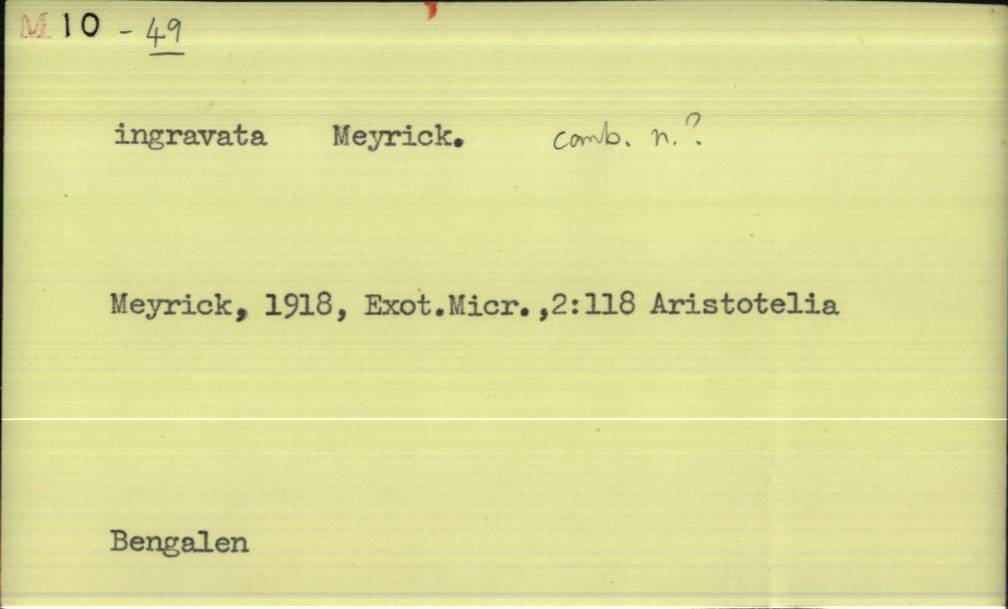 M 10 - 49
ingravata Meyrick. comb. n.?
Meyrick, 1918, Exot.Micr.,2:118 Aristotelia
Bengalen